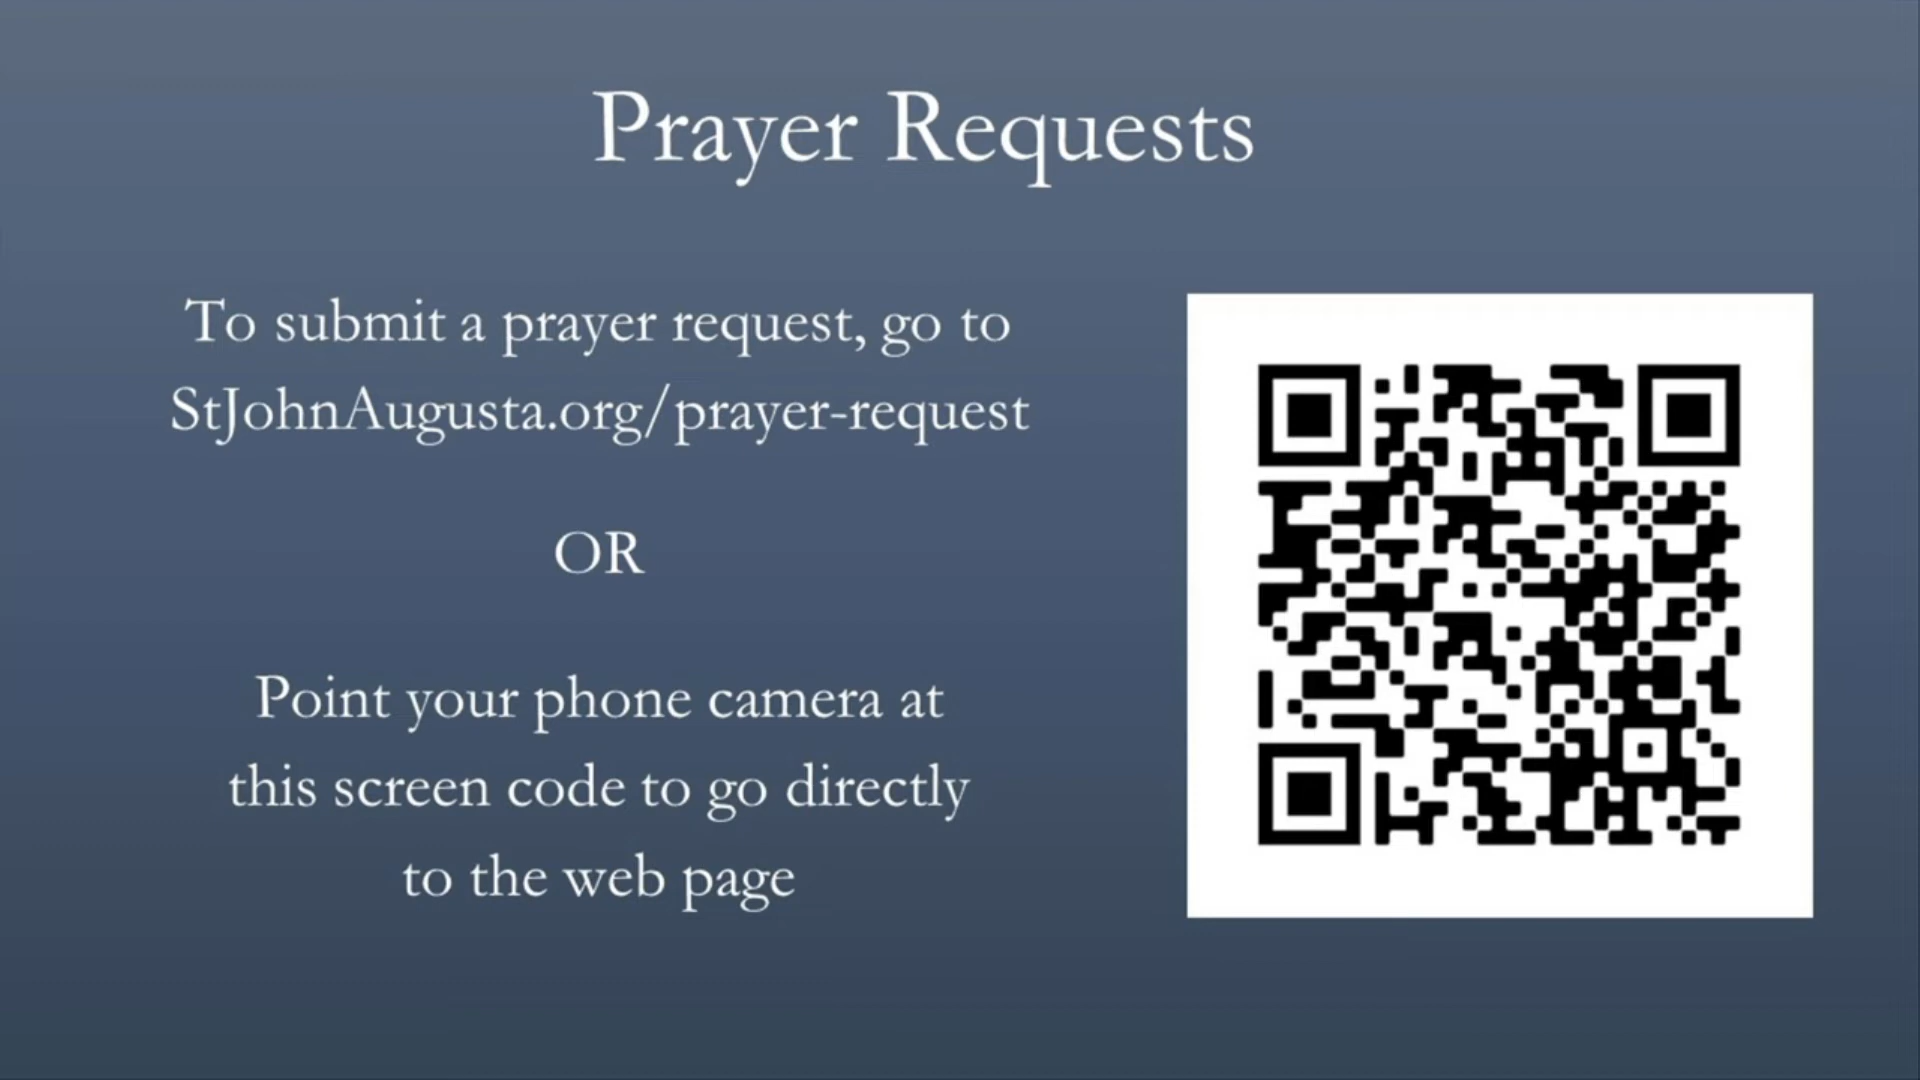 Prayer Requests
To submit a prayer request, go to
StJohnAugusta.org/prayer-request
OR
Point your phone camera at
this screen code to go directly
to the web page